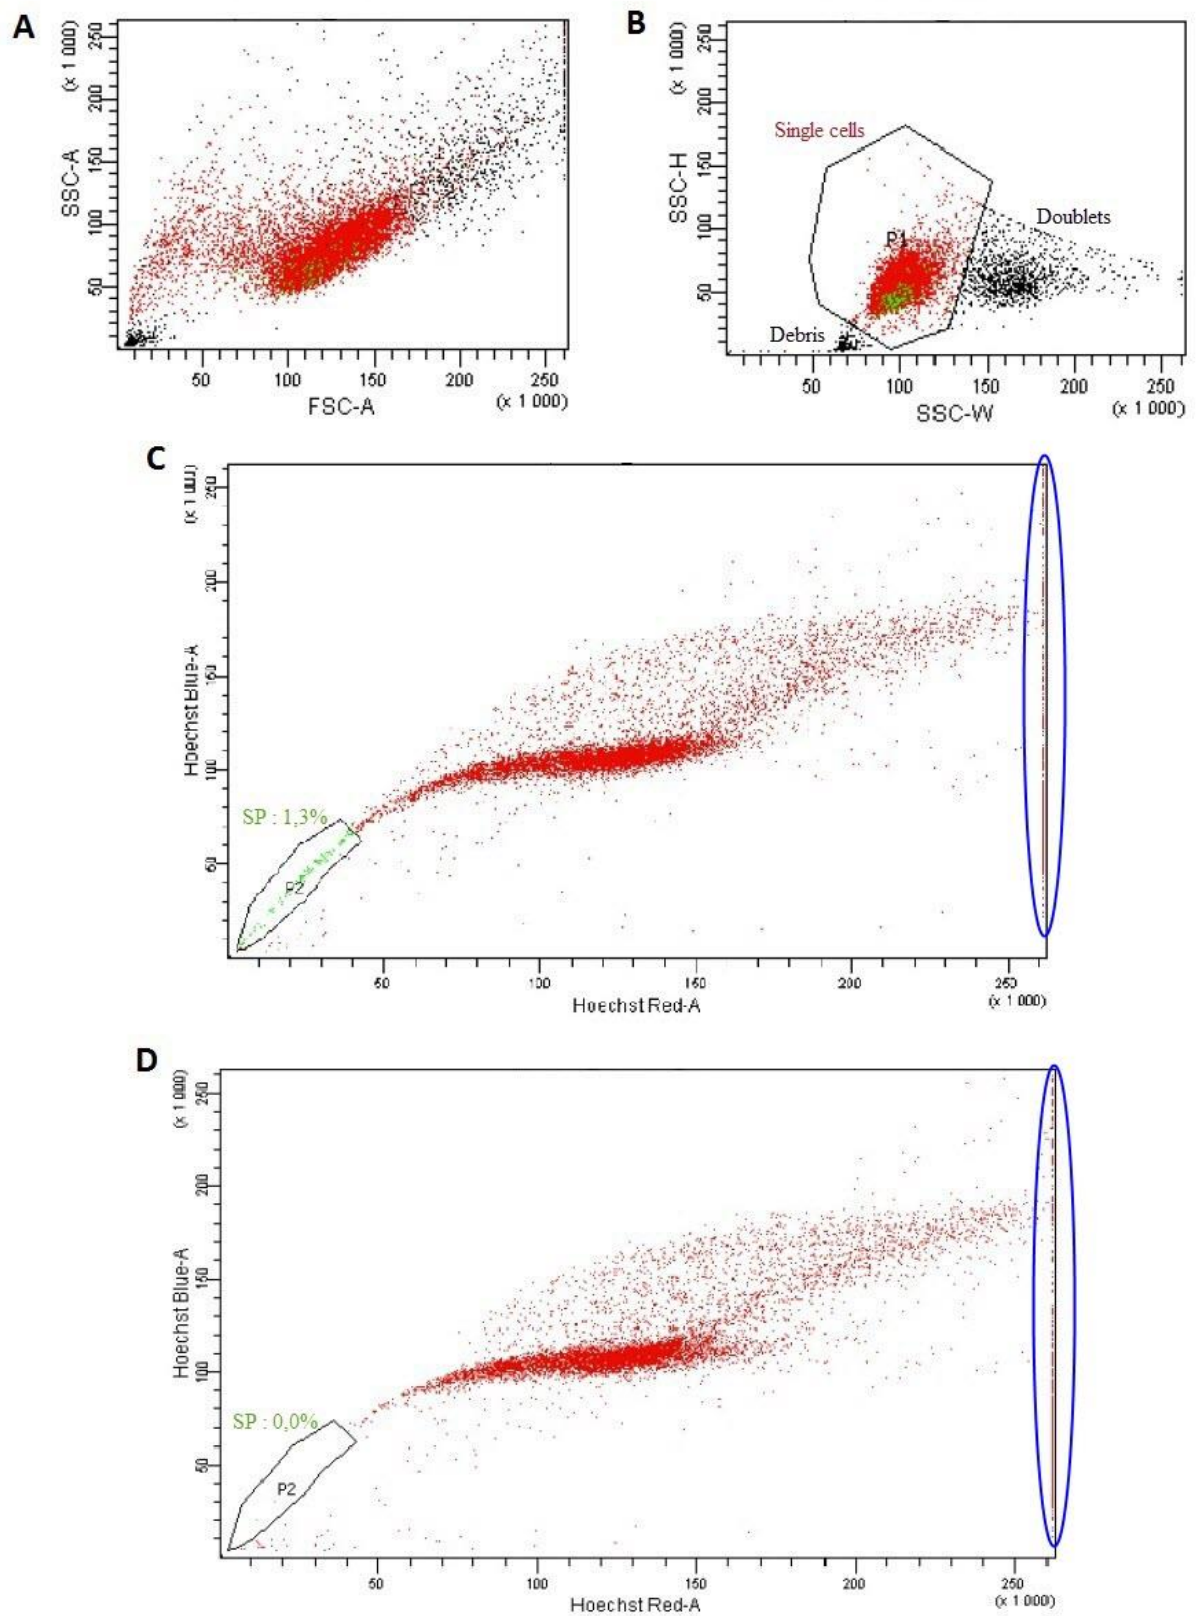 A
(x 1 000)
250
200
150
100
50
SSC-A
50 100 150 200 250
FSC-A (x 1 000)
B
(x 1 000)
250
200
150
100
50
SSC-H
Single cells
P1
Doublets
Debris
50 100 150 200 250
SSC-W (x 1 000)
C
(x 1 000)
250
200
150
100
50
Hoechst Blue-A
SP : 1,3%
P2
50 100 150 200 250
Hoechst Red-A (x 1 000)
D
(x 1 000)
250
200
150
100
50
Hoechst Blue-A
SP : 0,0%
P2
50 100 150 200 250
Hoechst Red-A (x 1 000)